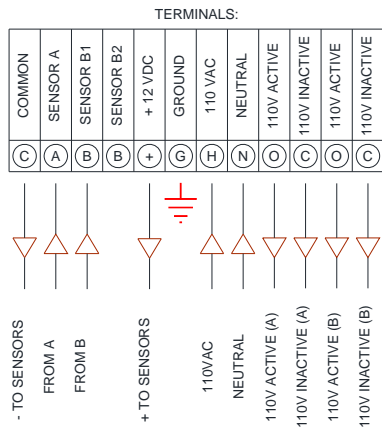 TERMINALS:
COMMON
SENSOR A
SENSOR B1
SENSOR B2
+ 12 VDC
GROUND
110 VAC
NEUTRAL
110V ACTIVE
110V INACTIVE
110V ACTIVE
110V INACTIVE
C
A
B
B
+
G
H
N
O
C
O
C
- TO SENSORS
FROM A
FROM B
+ TO SENSORS
110VAC
NEUTRAL
110V ACTIVE (A)
110V INACTIVE (A)
110V ACTIVE (B)
110V INACTIVE (B)